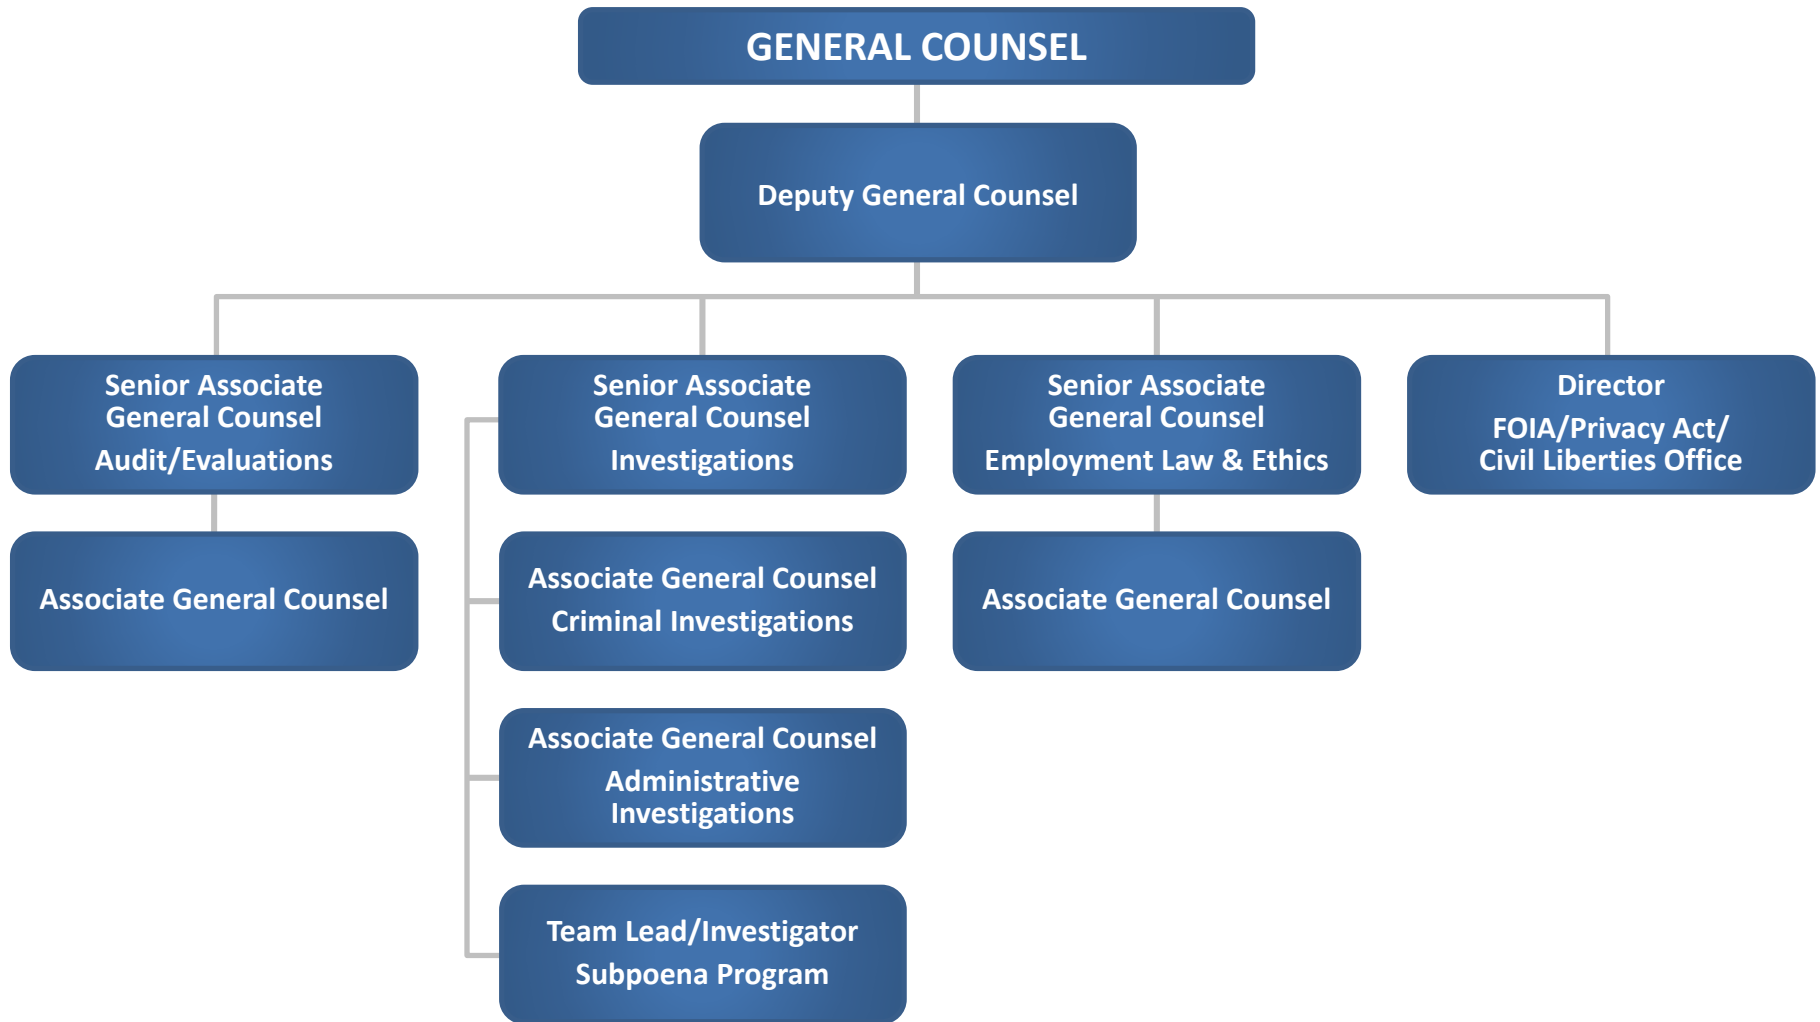 GENERAL COUNSEL
Deputy General Counsel
Senior Associate
General Counsel
Audit/Evaluations
Senior Associate
General Counsel
Investigations
Senior Associate
General Counsel
Employment Law & Ethics
Director
FOIA/Privacy Act/
Civil Liberties Office
Associate General Counsel
Associate General Counsel
Criminal Investigations
Associate General Counsel
Associate General Counsel
Administrative
Investigations
Team Lead/Investigator
Subpoena Program